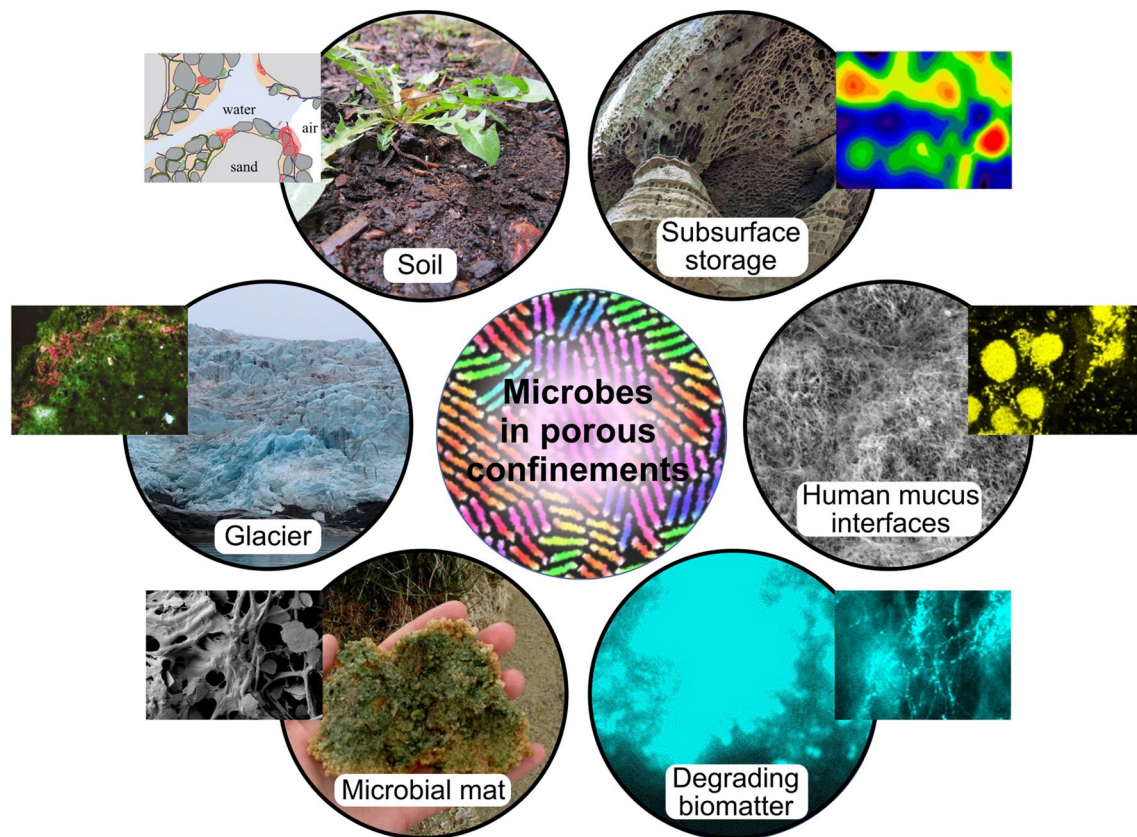 water
air
sand
Soil
Subsurface
storage
Microbes
in porous
confinements
Glacier
Human mucus
interfaces
Microbial mat
Degrading
biomatter